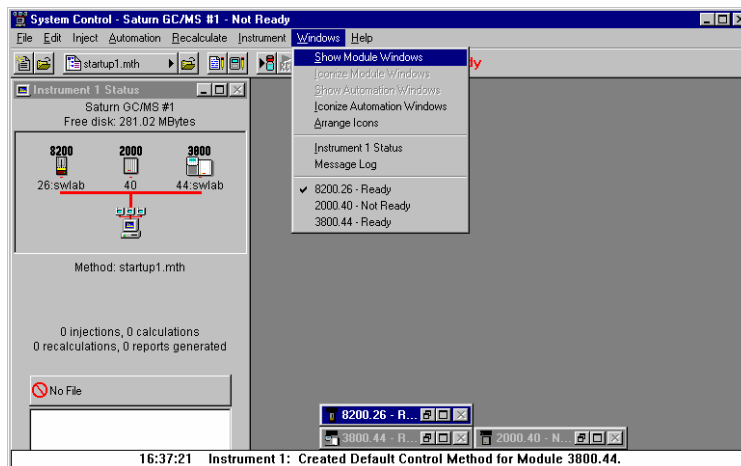 System Control - Saturn GC/MS #1 - Not Ready
File Edit Inject Automation Recalculate Instrument Windows Help
startup1.mth
Show Module Windows
Iconize Module Windows
Show Automation Windows
Iconize Automation Windows
Arrange Icons
Instrument 1 Status
Message Log
8200.26 - Ready
2000.40 - Not Ready
3800.44 - Ready
Instrument 1 Status
Saturn GC/MS #1
Free disk: 281.02 MBytes
8200 2000 3800
26:swlab 40 44:swlab
Method: startup1.mth
0 injections, 0 calculations
0 recalculations, 0 reports generated
No File
8200.26 - R...
3800.44 - R... 2000.40 - N...
16:37:21 Instrument 1: Created Default Control Method for Module 3800.44.